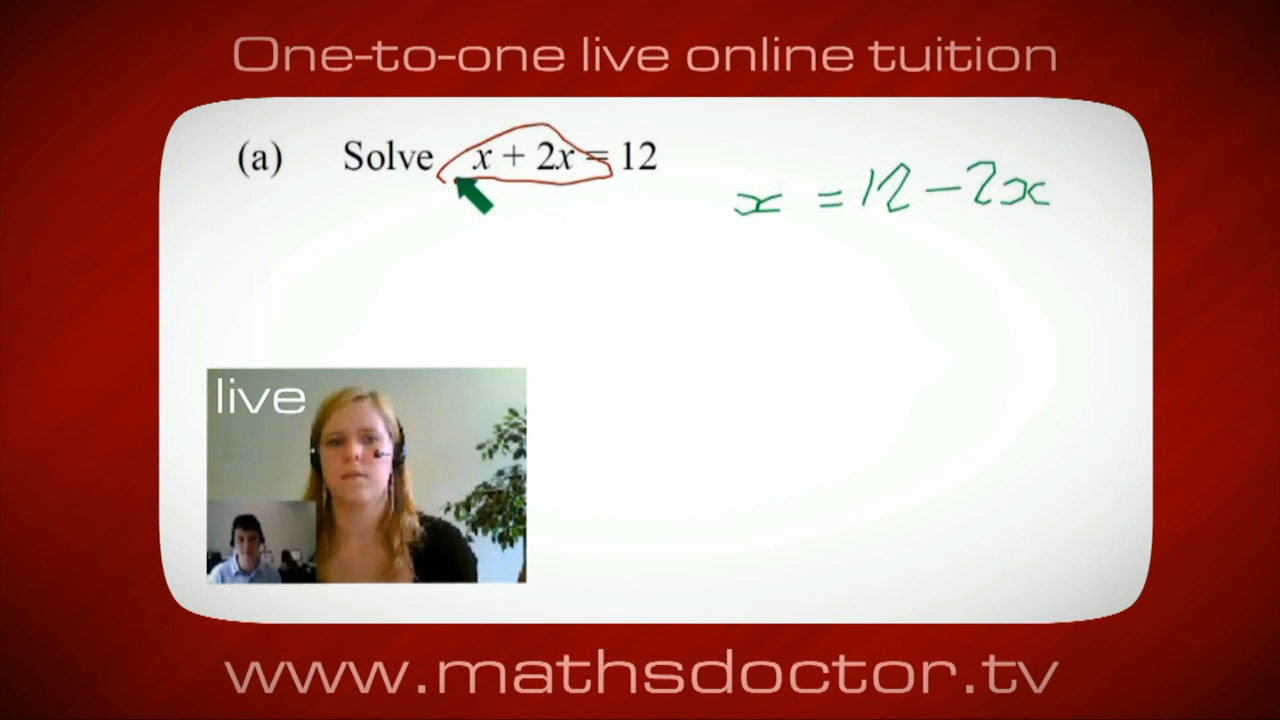 One-to-one live online tuition
(a) Solve x + 2x = 12
x = 12 - 2x
live
www.mathsdoctor.tv